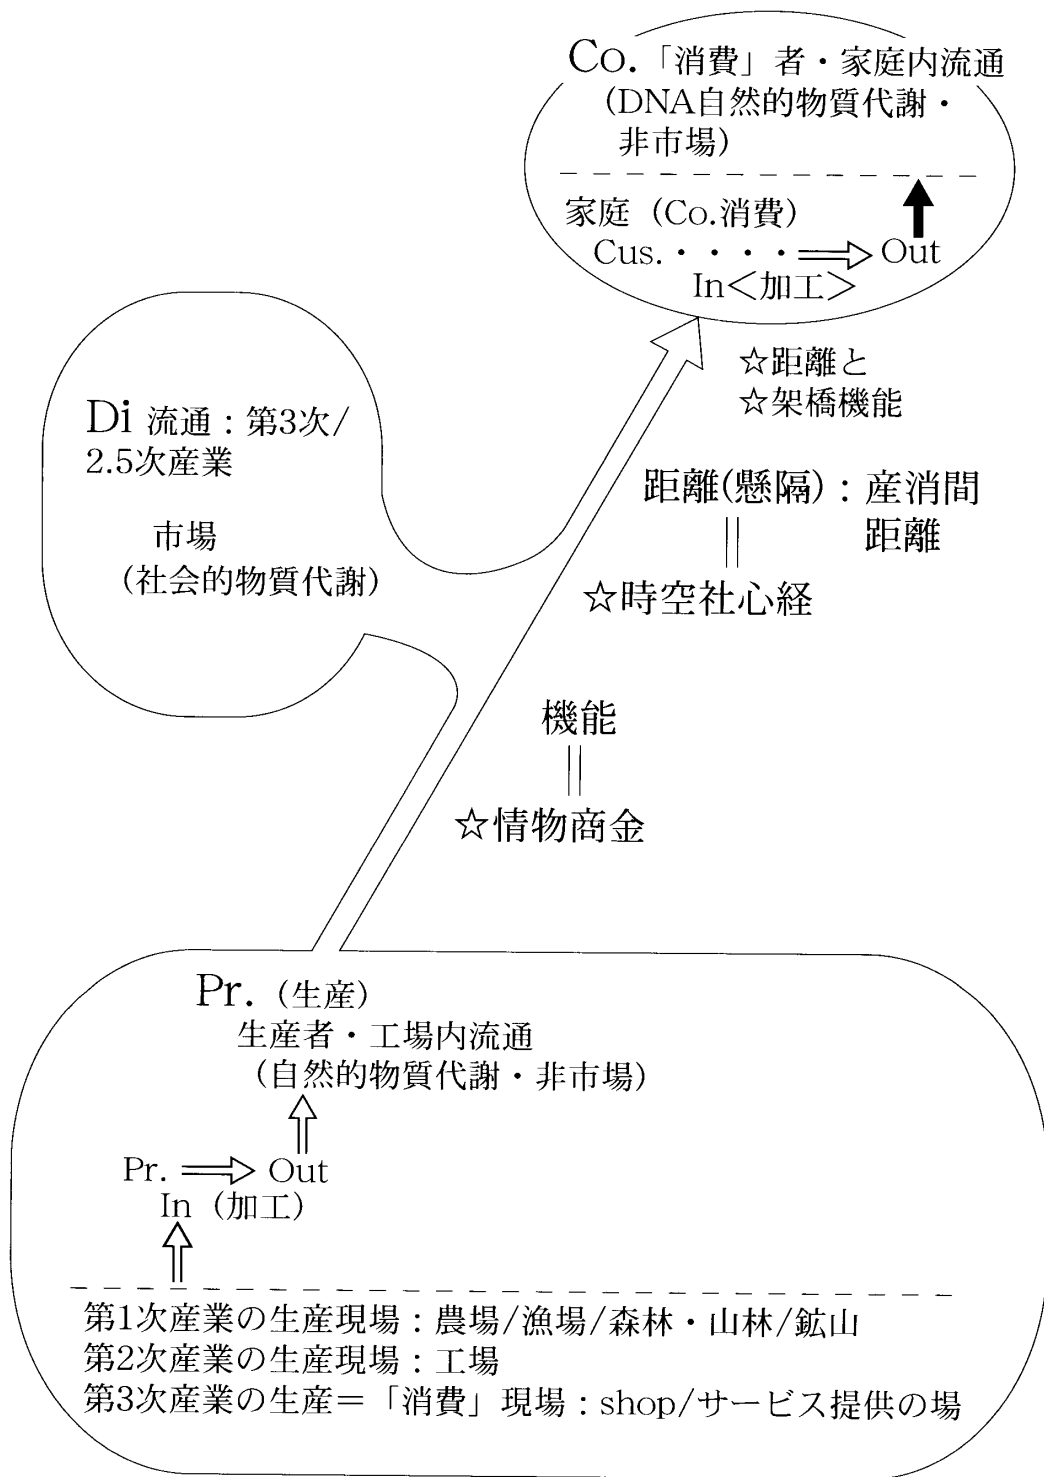 Co.「消費」者・家庭内流通
(DNA自然的物質代謝・
非市場)
家庭(Co.消費)
Cus.・・・・⇒Out
In<加工>
☆距離と
☆架橋機能
Di 流通:第3次/
2.5次産業
市場
(社会的物質代謝)
距離(懸隔):産消間
距離
||
☆時空社心経
機能
||
☆情物商金
Pr.(生産)
生産者・工場内流通
(自然的物質代謝・非市場)
Pr.⇒Out
In(加工)
第1次産業の生産現場:農場/漁場/森林・山林/鉱山
第2次産業の生産現場:工場
第3次産業の生産=「消費」現場:shop/サービス提供の場